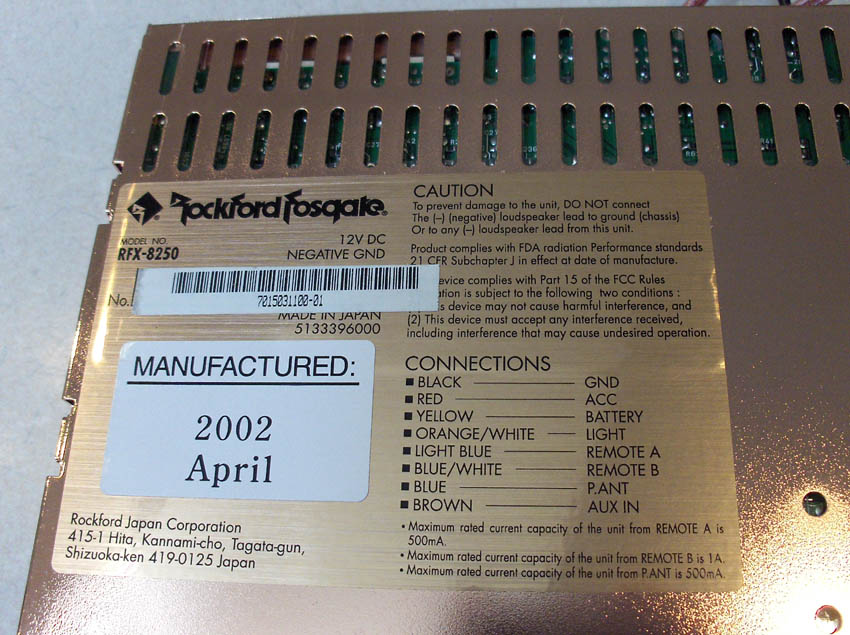 Rockford Fosgate®
MODEL NO.
RFX-8250
12V DC
NEGATIVE GND
No.
7015031100-01
MADE IN JAPAN
5133396000
MANUFACTURED:
2002
April
Rockford Japan Corporation
415-1 Hita, Kannami-cho, Tagata-gun,
Shizuoka-ken 419-0125 Japan
CAUTION
To prevent damage to the unit, DO NOT connect
The (–) (negative) loudspeaker lead to ground (chassis)
Or to any (–) loudspeaker lead from this unit.
Product complies with FDA radiation Performance standards
21 CFR Subchapter J in effect at date of manufacture.
device complies with Part 15 of the FCC Rules
ation is subject to the following two conditions :
is device may not cause harmful interference, and
(2) This device must accept any interference received,
including interference that may cause undesired operation.
CONNECTIONS
■ BLACK — GND
■ RED — ACC
■ YELLOW — BATTERY
■ ORANGE/WHITE — LIGHT
■ LIGHT BLUE — REMOTE A
■ BLUE/WHITE — REMOTE B
■ BLUE — P.ANT
■ BROWN — AUX IN
• Maximum rated current capacity of the unit from REMOTE A is
500mA.
• Maximum rated current capacity of the unit from REMOTE B is 1A.
• Maximum rated current capacity of the unit from P.ANT is 500mA.